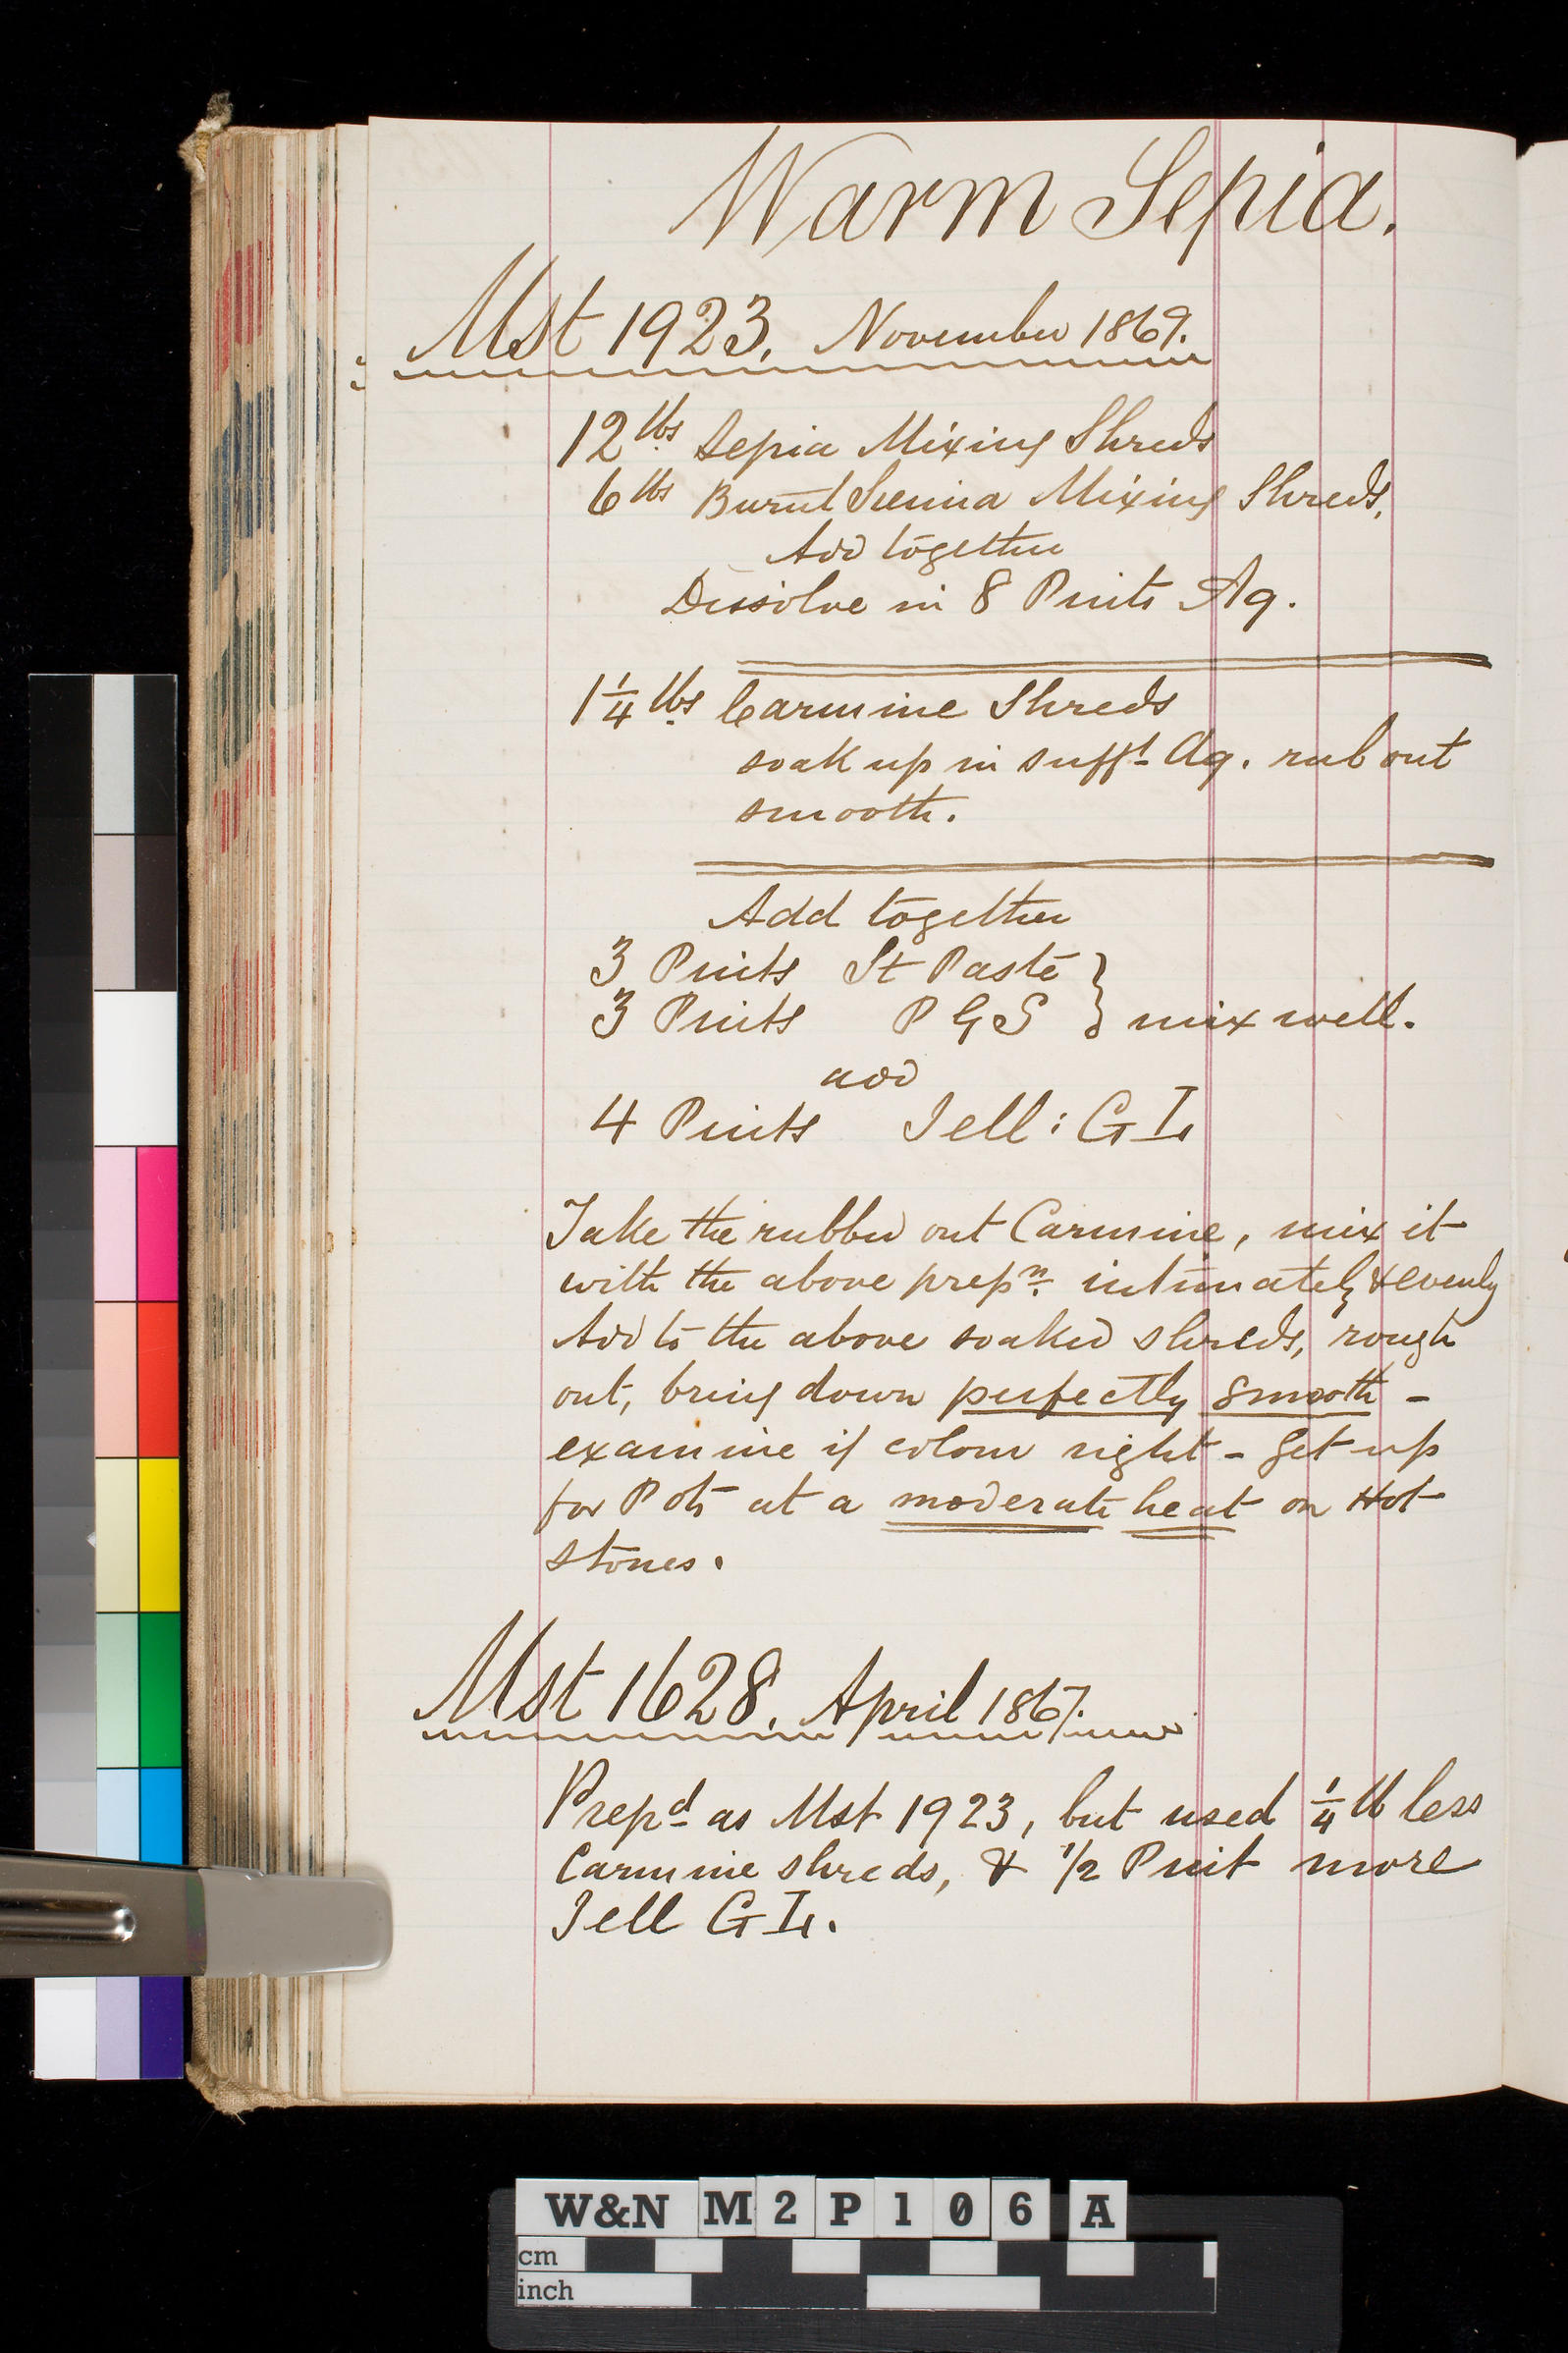 Warm Sepia.
Mst 1923. November 1869.
12 lbs Sepia Mixing Shreds
6 lbs Burnt Sienna Mixing Shreds.
Add together
Dissolve in 8 Pints Aq.
1 1/4 lbs Carmine Shreds
soak up in sufft Aq. rub out
smooth.
Add together
3 Pints St Paste }
3 Pints P G S } mix well.
add
4 Pints Jell: G L
Take the rubbed out Carmine, mix it
with the above prepn. intimately & evenly
Add to the above soaked shreds, rough
out, bring down perfectly smooth -
examine if colour right - Get up
for Pots at a moderate heat on Hot
stones.
Mst 1628. April 1867.
Prepd as Mst 1923, but used 1/4 lb less
Carmine shreds, & 1/2 Pint more
Jell G L.
W&N M2P106 A
cm
inch